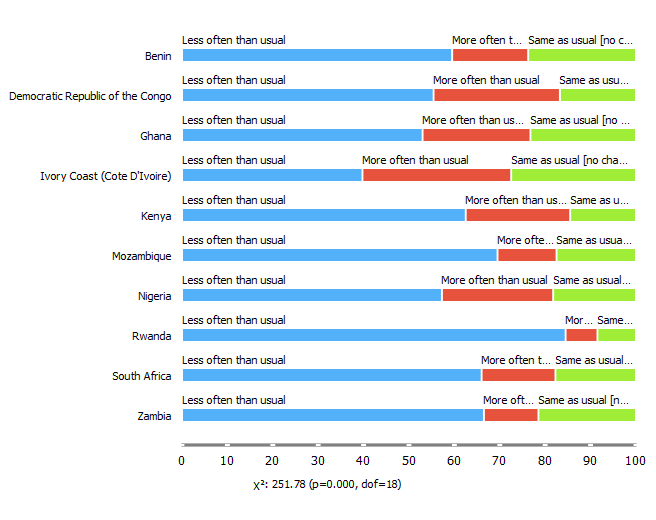 Less often than usual More often t... Same as usual [no c...
Benin
Less often than usual More often than usual Same as usu...
Democratic Republic of the Congo
Less often than usual More often than us... Same as usual [no ...
Ghana
Less often than usual More often than usual Same as usual [no cha...
Ivory Coast (Cote D'Ivoire)
Less often than usual More often than us... Same as u...
Kenya
Less often than usual More ofte... Same as usua...
Mozambique
Less often than usual More often than usual Same as usual...
Nigeria
Less often than usual Mor... Same...
Rwanda
Less often than usual More often t... Same as usual...
South Africa
Less often than usual More oft... Same as usual [n...
Zambia
0 10 20 30 40 50 60 70 80 90 100
χ²: 251.78 (p=0.000, dof=18)